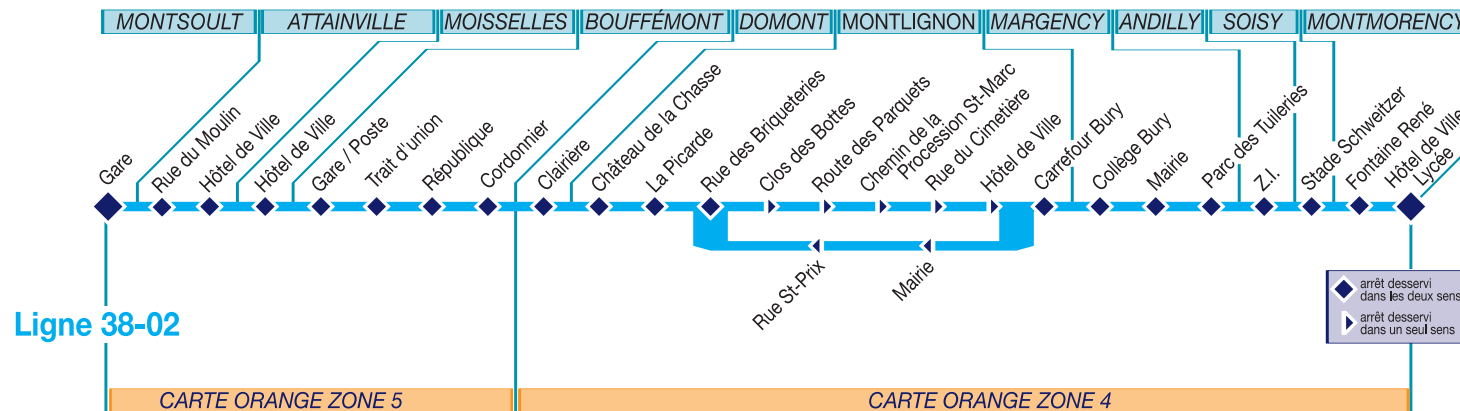 MONTSOULT
ATTAINVILLE
MOISSELLES
BOUFFÉMONT
DOMONT
MONTLIGNON
MARGENCY
ANDILLY
SOISY
MONTMORENCY
Gare
Rue du Moulin
Hôtel de Ville
Hôtel de Ville
Gare / Poste
Trait d'union
République
Cordonnier
Clairière
Château de la Chasse
La Picarde
Rue des Briqueteries
Clos des Bottes
Route des Parquets
Chemin de la
Procession St-Marc
Rue du Cimetière
Hôtel de Ville
Carrefour Bury
Collège Bury
Mairie
Parc des Tuileries
Z.I.
Stade Schweitzer
Fontaine René
Hôtel de Ville
Lycée
Rue St-Prix
Mairie
arrêt desservi
dans les deux sens
arrêt desservi
dans un seul sens
Ligne 38-02
CARTE ORANGE ZONE 5
CARTE ORANGE ZONE 4